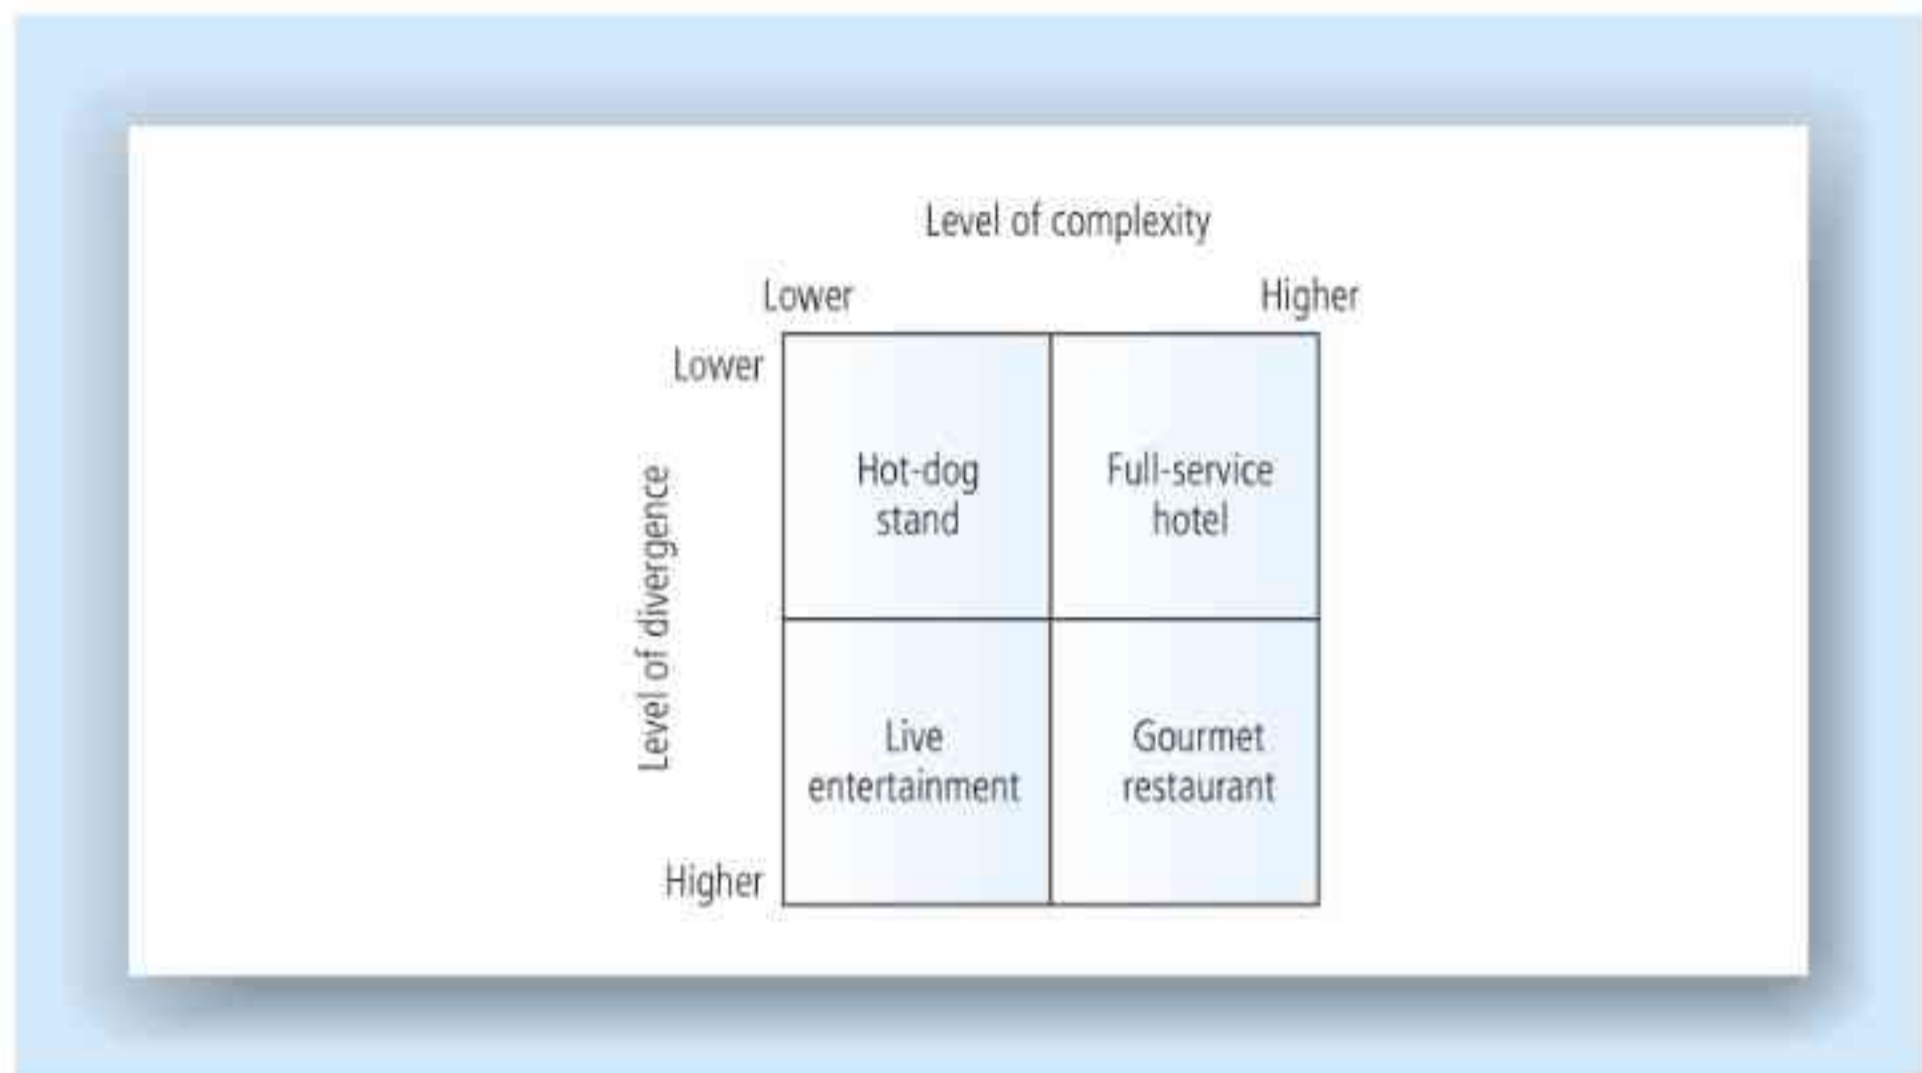 Level of complexity
Lower
Higher
Lower
Hot-dog
stand
Full-service
hotel
Level of divergence
Live
entertainment
Gourmet
restaurant
Higher